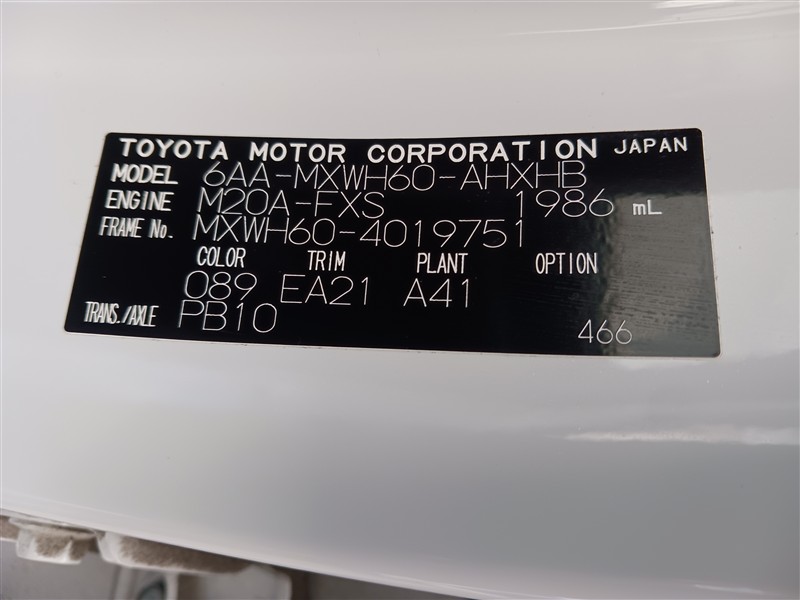 TOYOTA MOTOR CORPORATION JAPAN
MODEL 6AA-MXWH60-AHXHB
ENGINE M20A-FXS 1986 mL
FRAME No. MXWH60-4019751
COLOR TRIM PLANT OPTION
089 EA21 A41
TRANS./AXLE PB10
466